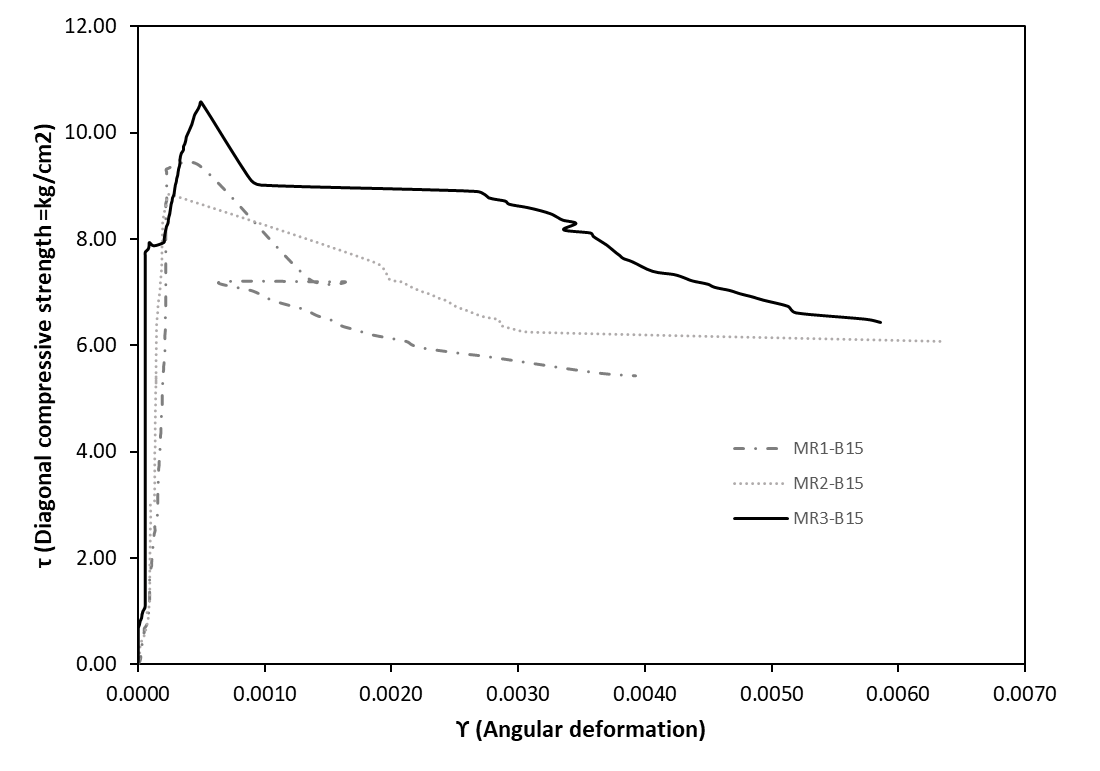 12.00
10.00
8.00
6.00
4.00
2.00
0.00
τ (Diagonal compressive strength =kg/cm2)
MR1-B15
MR2-B15
MR3-B15
0.0000 0.0010 0.0020 0.0030 0.0040 0.0050 0.0060 0.0070
ϒ (Angular deformation)